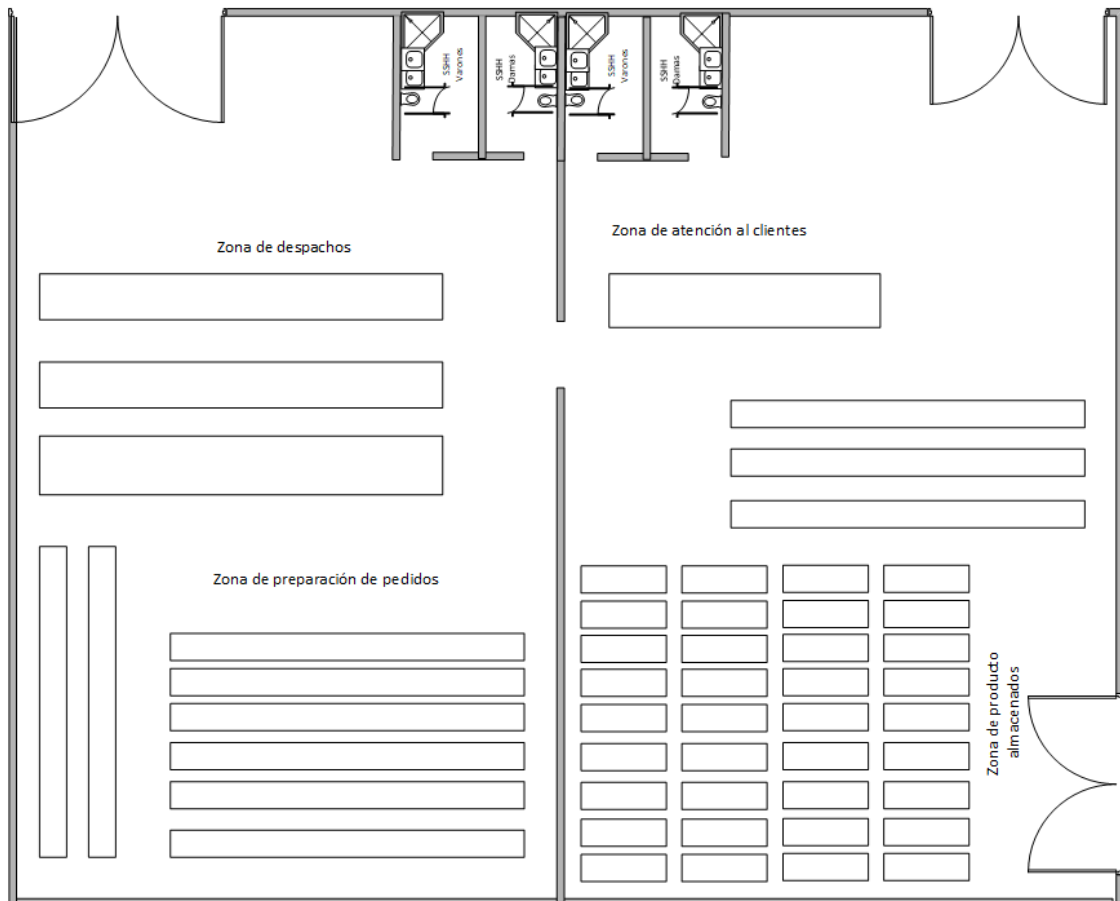 SSHH
Varones
SSHH
Damas
SSHH
Varones
SSHH
Damas
Zona de despachos
Zona de atención al clientes
Zona de preparación de pedidos
Zona de producto
almacenados